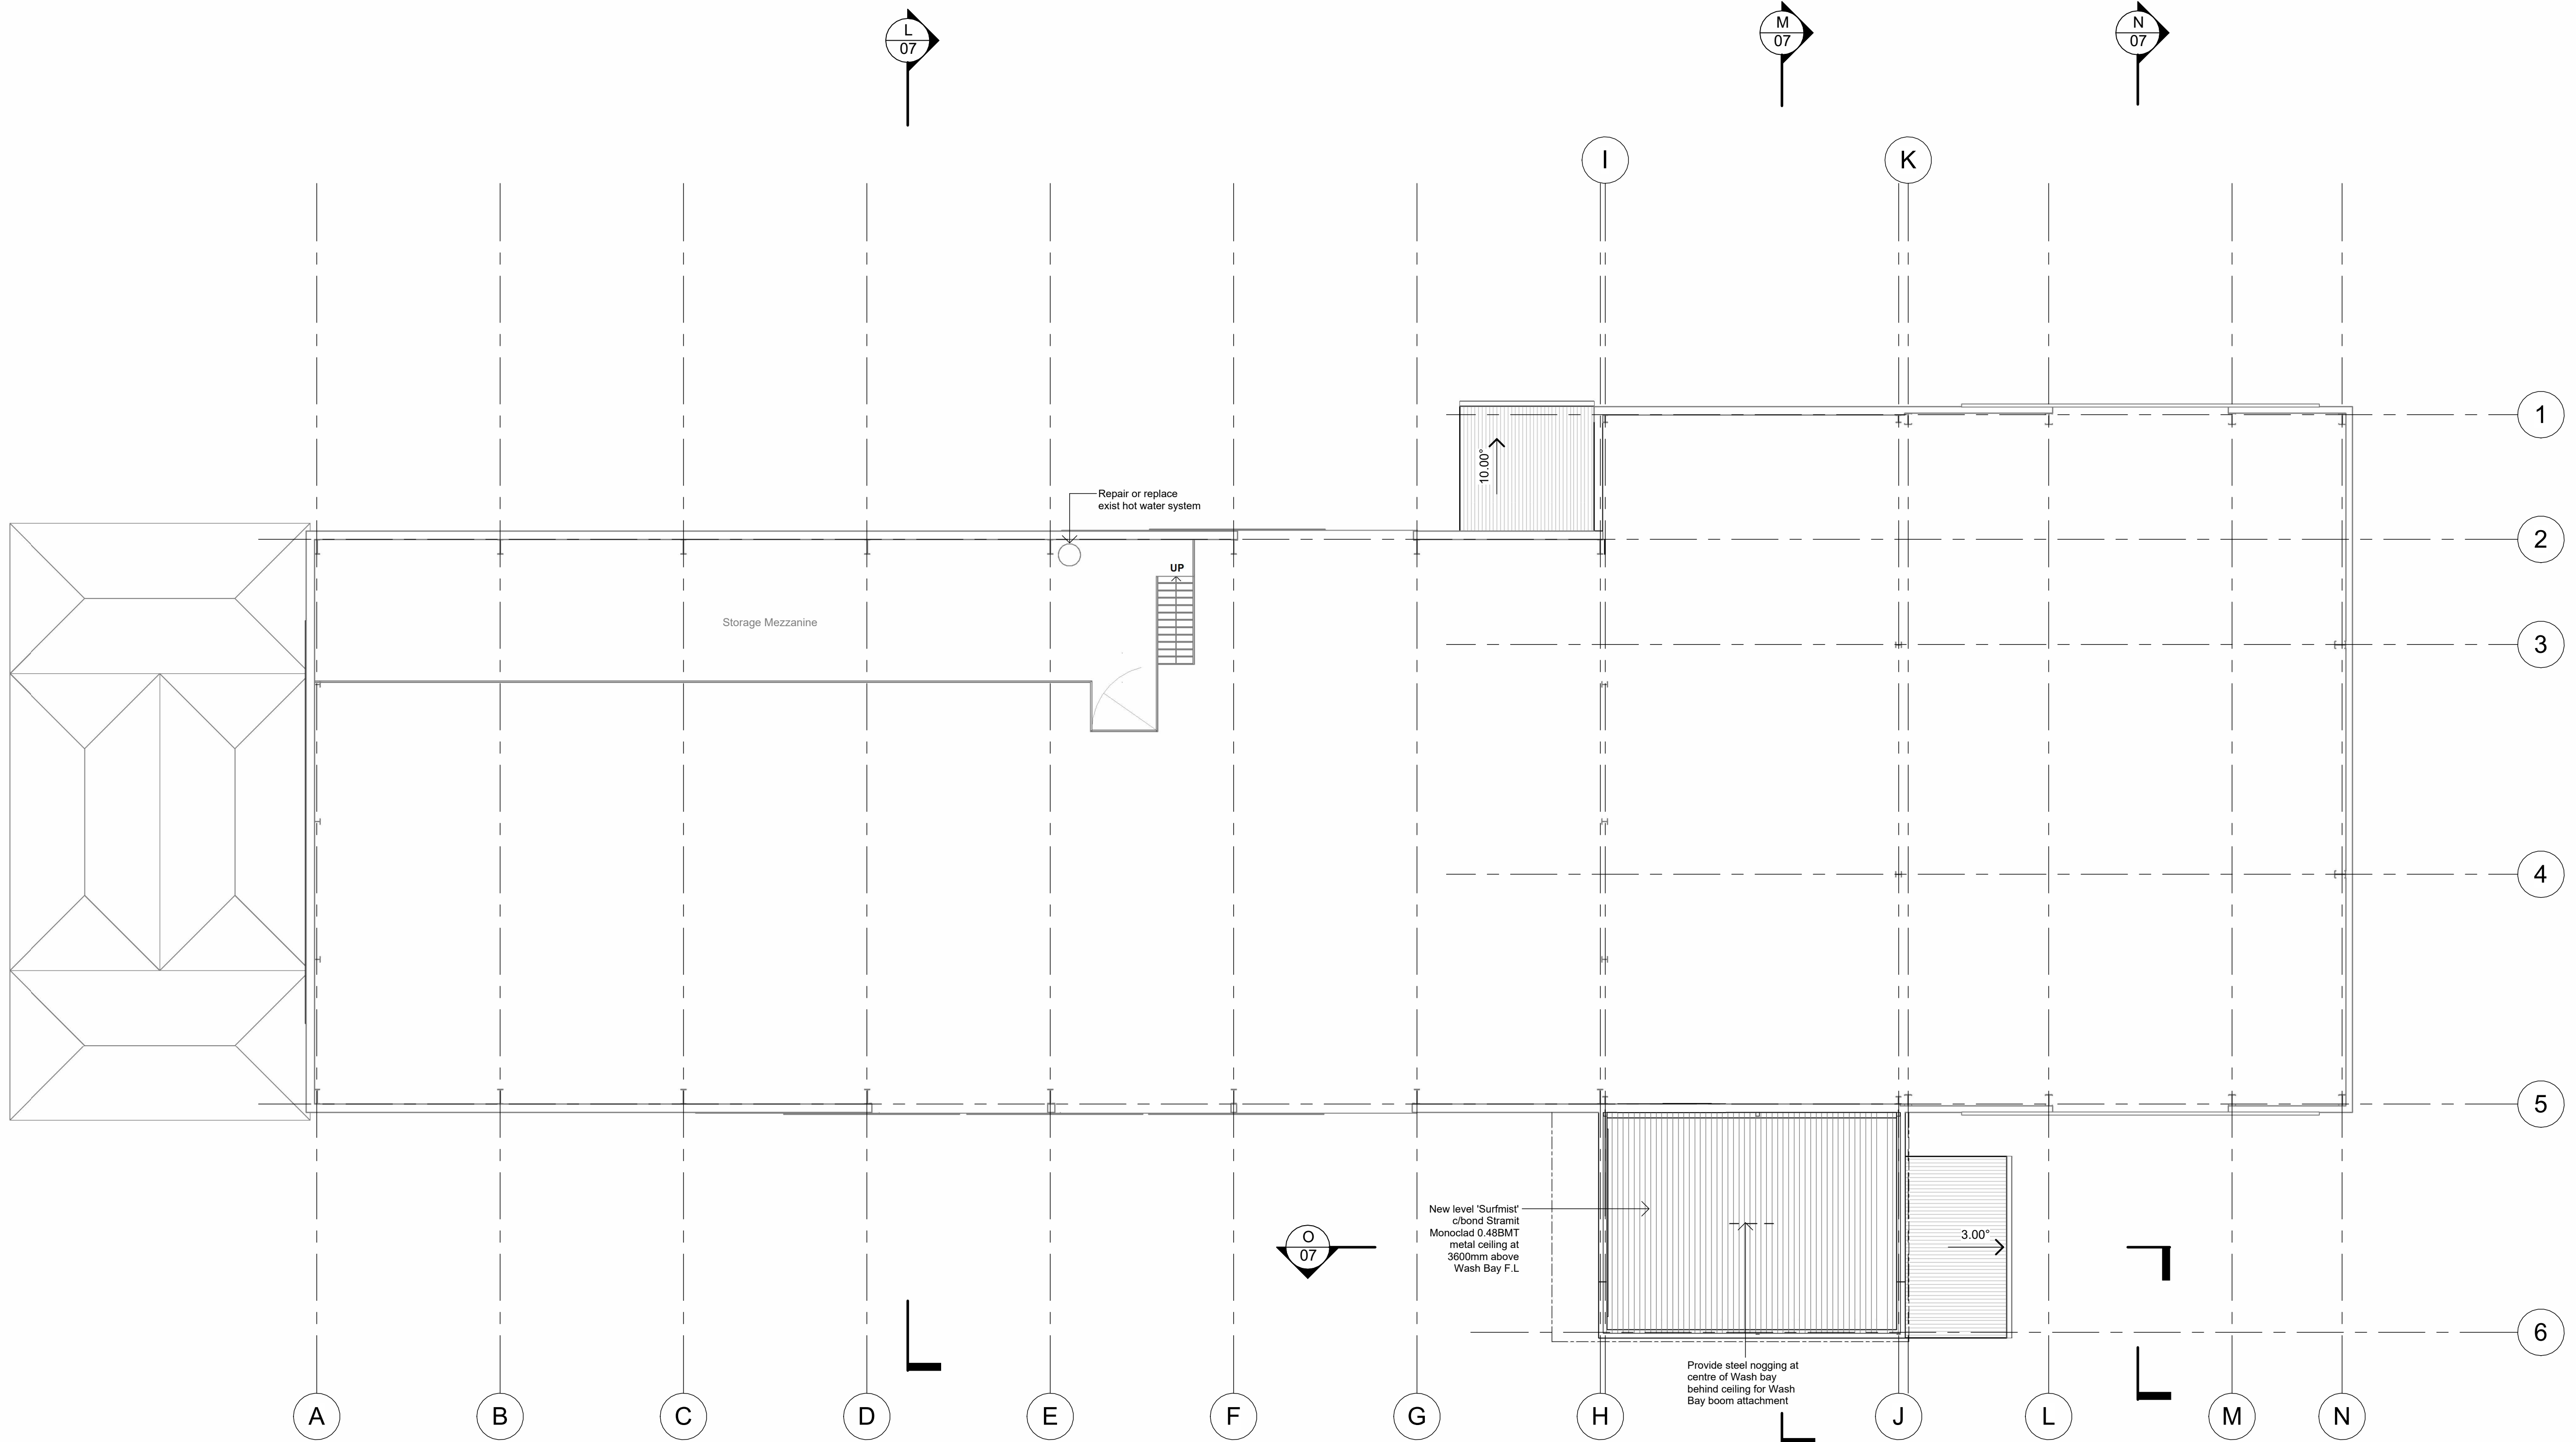 L
07
M
07
N
07
I
K
1
10.00°
Repair or replace
exist hot water system
2
UP
Storage Mezzanine
3
4
5
New level 'Surfmist'
c/bond Stramit
Monoclad 0.48BMT
metal ceiling at
3600mm above
Wash Bay F.L
O
07
3.00°
6
Provide steel nogging at
centre of Wash bay
behind ceiling for Wash
Bay boom attachment
A
B
C
D
E
F
G
H
J
L
M
N